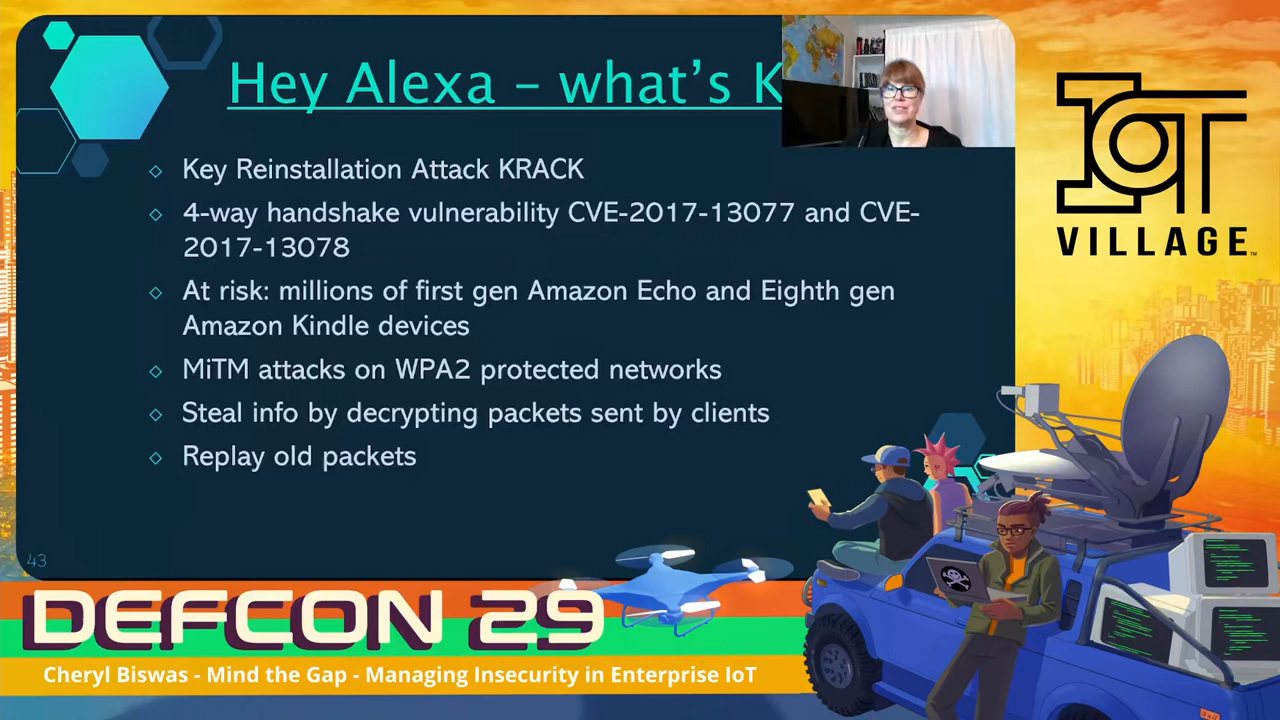 Hey Alexa – what's K
Key Reinstallation Attack KRACK
4-way handshake vulnerability CVE-2017-13077 and CVE-
2017-13078
At risk: millions of first gen Amazon Echo and Eighth gen
Amazon Kindle devices
MiTM attacks on WPA2 protected networks
Steal info by decrypting packets sent by clients
Replay old packets
43
IOT
VILLAGE™
DEFCON 29
Cheryl Biswas - Mind the Gap - Managing Insecurity in Enterprise IoT